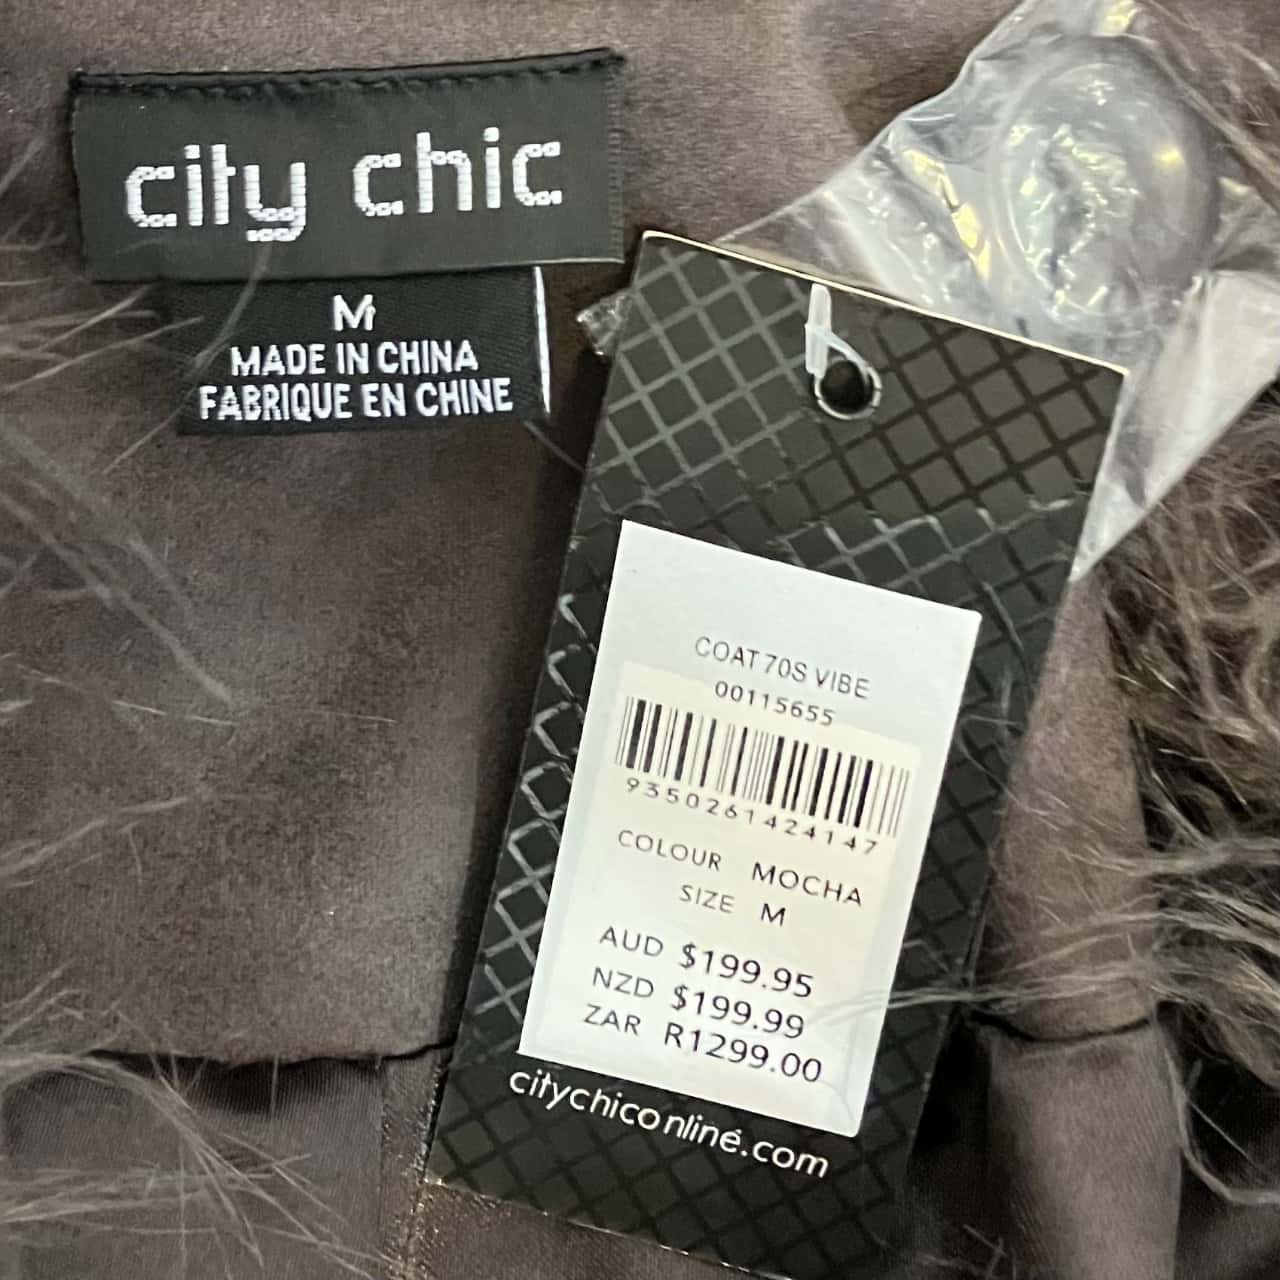 city chic
M
MADE IN CHINA
FABRIQUE EN CHINE
COAT 70S VIBE
00115655
9350261424147
COLOUR MOCHA
SIZE M
AUD $199.95
NZD $199.99
ZAR R1299.00
citychiconline.com